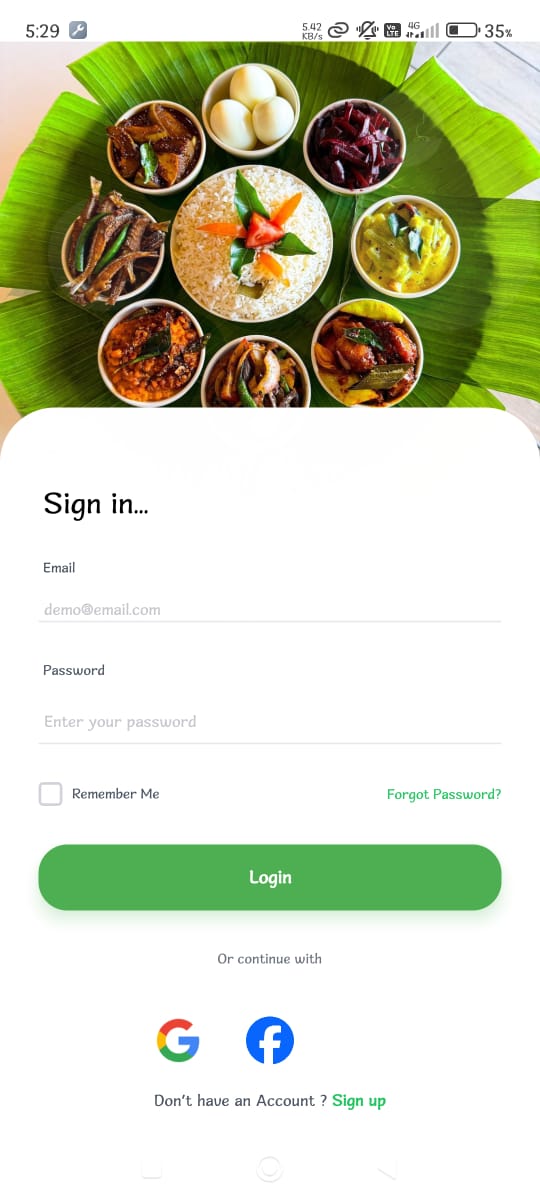 5:29
5.42
KB/s
Vo
LTE
4G
35%
Sign in...
Email
demo@email.com
Password
Enter your password
Remember Me
Forgot Password?
Login
Or continue with
Don't have an Account ? Sign up